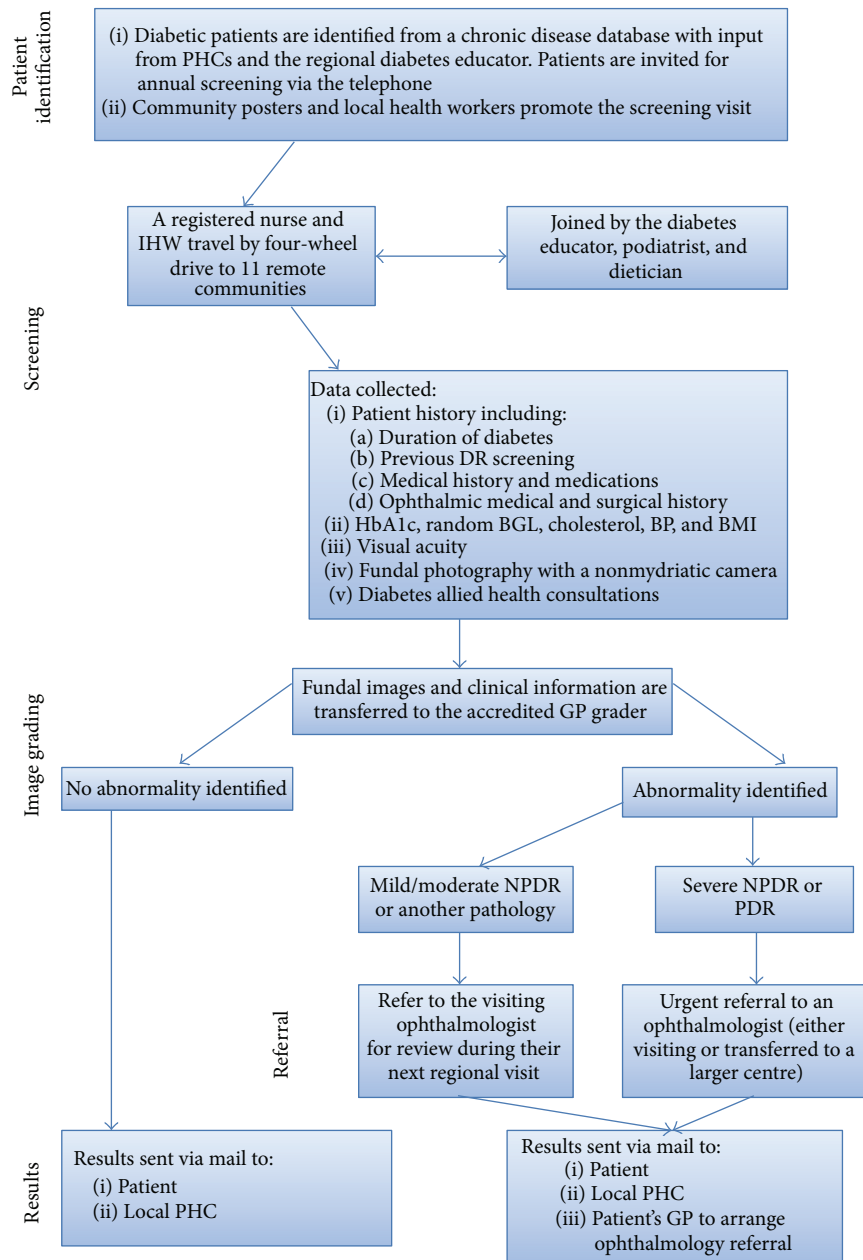 Patient
identification
(i) Diabetic patients are identified from a chronic disease database with input
from PHCs and the regional diabetes educator. Patients are invited for
annual screening via the telephone
(ii) Community posters and local health workers promote the screening visit
Screening
A registered nurse and
IHW travel by four-wheel
drive to 11 remote
communities
Joined by the diabetes
educator, podiatrist, and
dietician
Data collected:
(i) Patient history including:
(a) Duration of diabetes
(b) Previous DR screening
(c) Medical history and medications
(d) Ophthalmic medical and surgical history
(ii) HbA1c, random BGL, cholesterol, BP, and BMI
(iii) Visual acuity
(iv) Fundal photography with a nonmydriatic camera
(v) Diabetes allied health consultations
Image grading
Fundal images and clinical information are
transferred to the accredited GP grader
No abnormality identified
Abnormality identified
Mild/moderate NPDR
or another pathology
Severe NPDR or
PDR
Referral
Refer to the visiting
ophthalmologist
for review during their
next regional visit
Urgent referral to an
ophthalmologist (either
visiting or transferred to a
larger centre)
Results
Results sent via mail to:
(i) Patient
(ii) Local PHC
Results sent via mail to:
(i) Patient
(ii) Local PHC
(iii) Patient's GP to arrange
ophthalmology referral